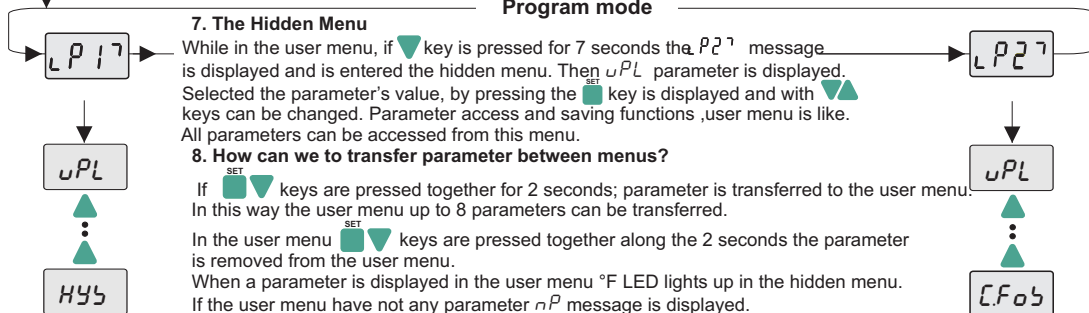 Program mode
7. The Hidden Menu
LP17
While in the user menu, if key is pressed for 7 seconds the LP27 message
LP27
is displayed and is entered the hidden menu. Then uPL parameter is displayed.
SET
Selected the parameter's value, by pressing the key is displayed and with
keys can be changed. Parameter access and saving functions ,user menu is like.
All parameters can be accessed from this menu.
uPL
8. How can we to transfer parameter between menus?
uPL
SET
If keys are pressed together for 2 seconds; parameter is transferred to the user menu.
In this way the user menu up to 8 parameters can be transferred.
SET
In the user menu keys are pressed together along the 2 seconds the parameter
is removed from the user menu.
When a parameter is displayed in the user menu °F LED lights up in the hidden menu.
HYS
If the user menu have not any parameter nP message is displayed.
C.Fo5